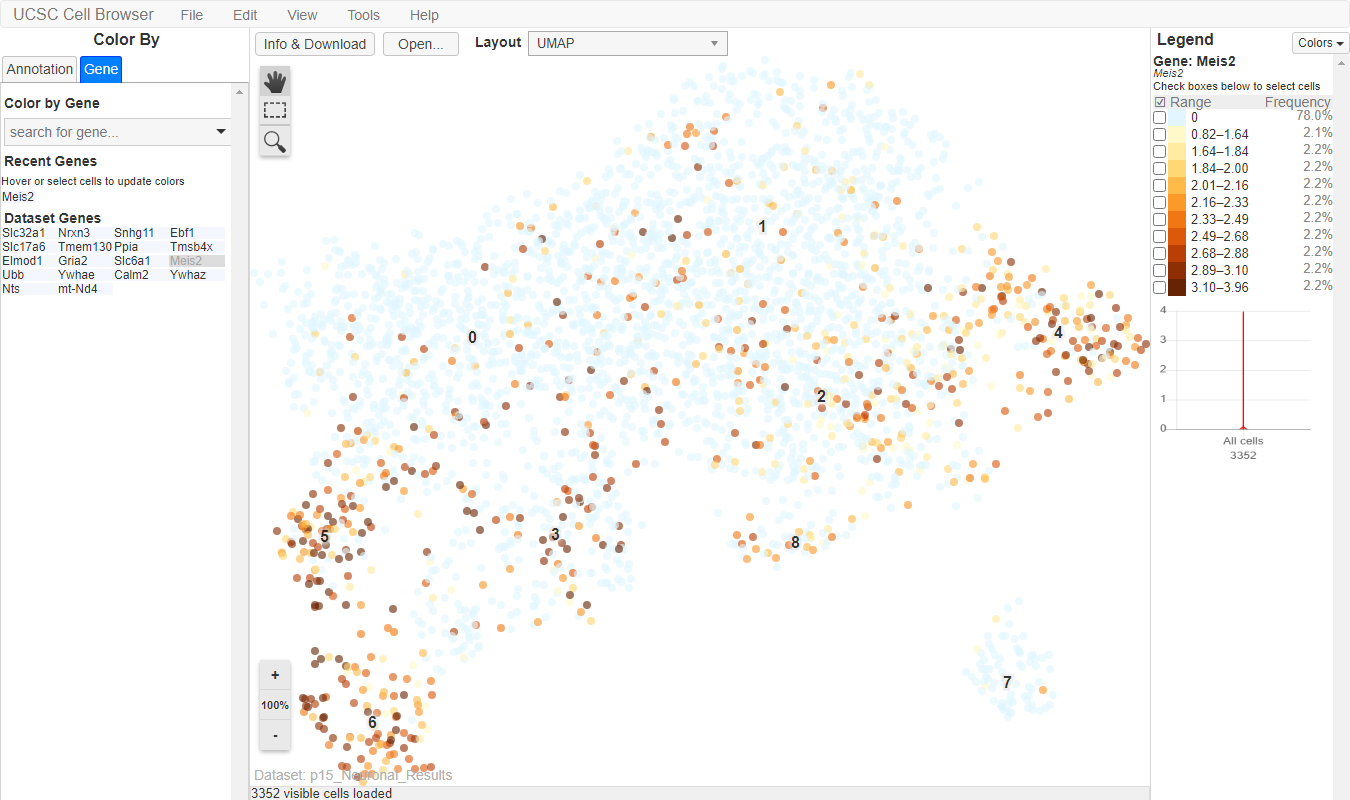 UCSC Cell Browser File Edit View Tools Help
Color By
Annotation Gene
Color by Gene
search for gene...
Recent Genes
Hover or select cells to update colors
Meis2
Dataset Genes
Slc32a1 Nrxn3 Snhg11 Ebf1
Slc17a6 Tmem130 Ppia Tmsb4x
Elmod1 Gria2 Slc6a1 Meis2
Ubb Ywhae Calm2 Ywhaz
Nts mt-Nd4
Info & Download Open... Layout UMAP
1
0
4
2
5
3
8
7
6
+
100%
-
Dataset: p15_Neuronal_Results
3352 visible cells loaded
Legend Colors
Gene: Meis2
Meis2
Check boxes below to select cells
Range Frequency
0 78.0%
0.82–1.64 2.1%
1.64–1.84 2.2%
1.84–2.00 2.2%
2.01–2.16 2.2%
2.16–2.33 2.2%
2.33–2.49 2.2%
2.49–2.68 2.2%
2.68–2.88 2.2%
2.89–3.10 2.2%
3.10–3.96 2.2%
4
3
2
1
0
All cells
3352